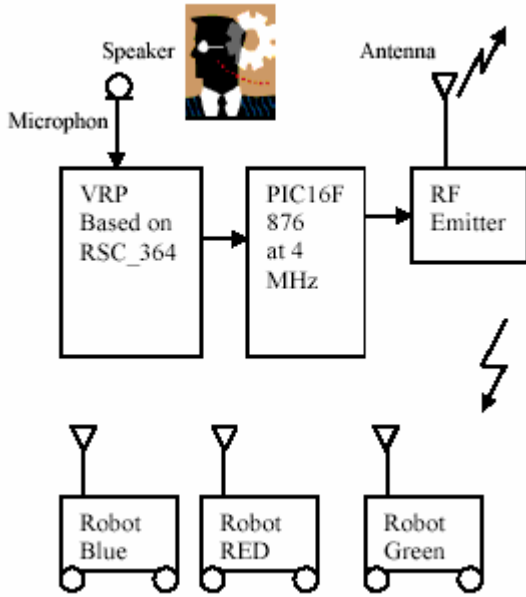 Speaker
Antenna
Microphon
VRP
Based on
RSC_364
PIC16F
876
at 4
MHz
RF
Emitter
Robot
Blue
Robot
RED
Robot
Green